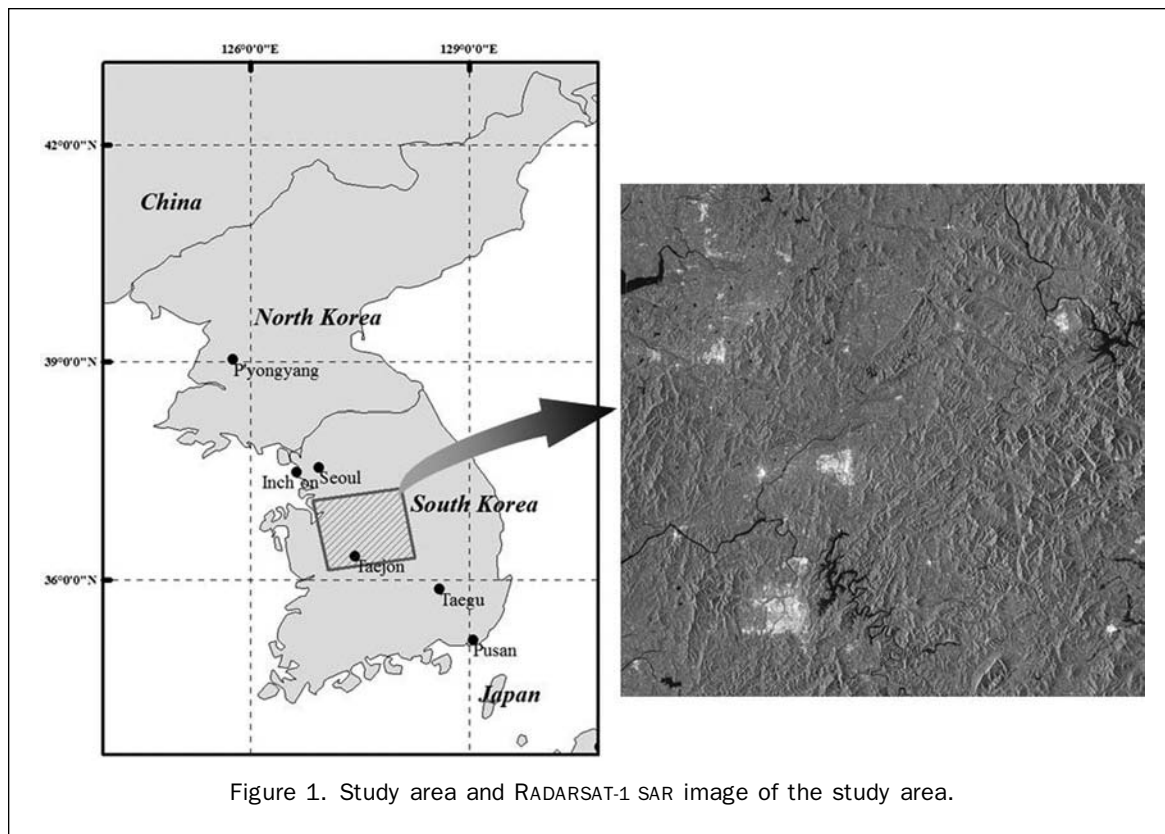 126°0'0"E 129°0'0"E
42°0'0"N
China
North Korea
39°0'0"N
P'yongyang
Inch'on Seoul
South Korea
Taejon
36°0'0"N
Taegu
Pusan
Japan
Figure 1. Study area and RADARSAT-1 SAR image of the study area.